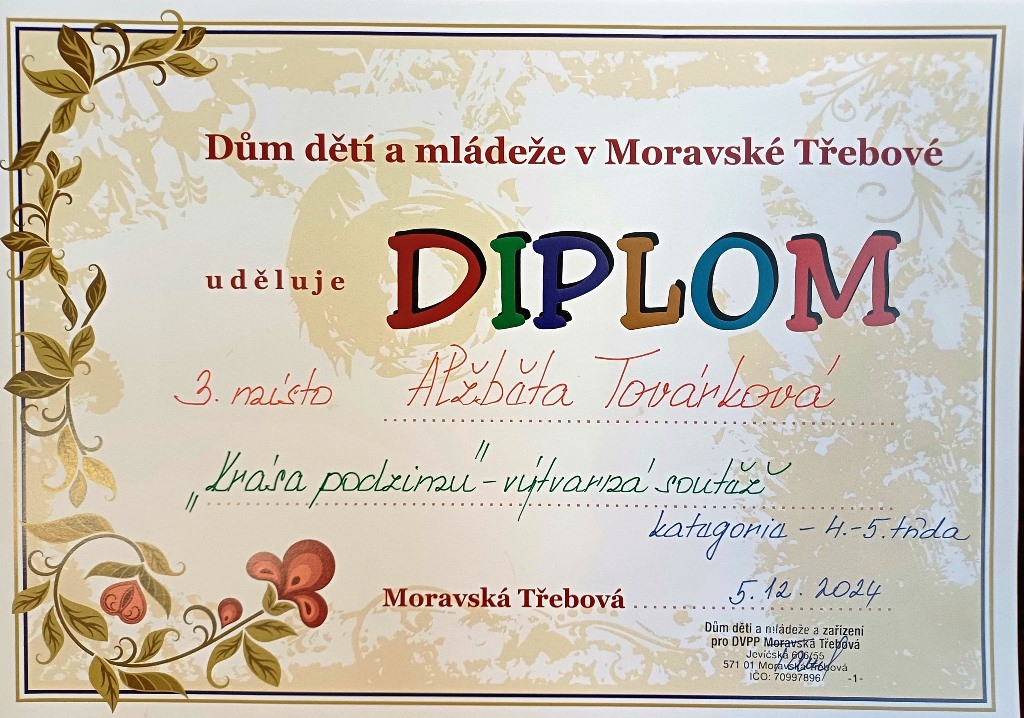 Dům dětí a mládeže v Moravské Třebové
uděluje DIPLOM
3. místo Alžběta Továrková
„Krása podzimu" - výtvarná soutěž
kategorie - 4.-5. třída
Moravská Třebová 5.12.2024
Dům dětí a mládeže a zařízení
pro DVPP Moravská Třebová
Jevíčská /55
571 01 Moravská Třebová
IČO: 70997896 -1-